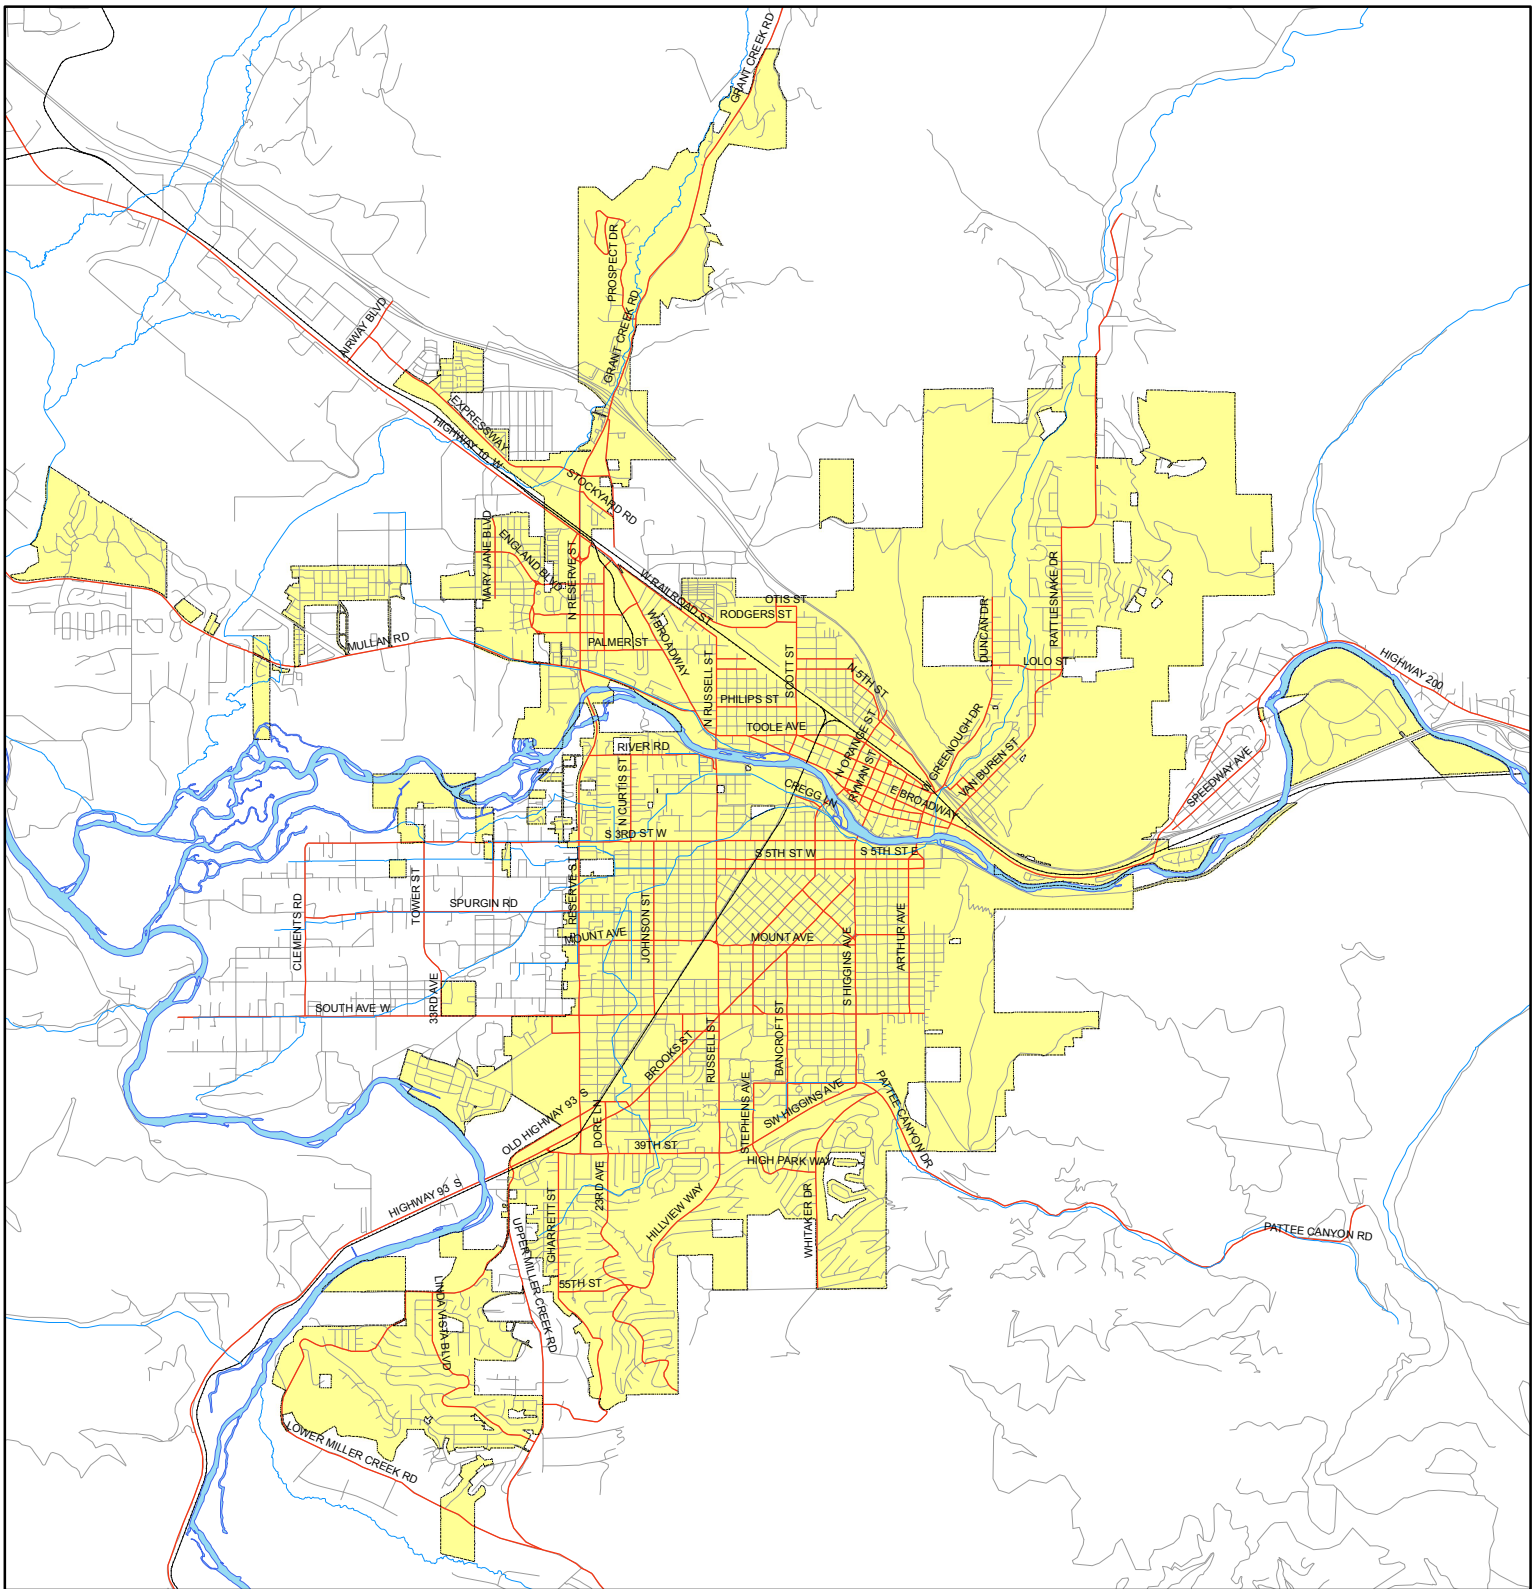 GRANT CREEK RD
PROSPECT DR
GRANT CREEK RD
AIRWAY BLVD
EXPRESSWAY
HIGHWAY 10 W
STOCKYARD RD
MARY JANE BLVD
ENGLAND BLVD
N RESERVE ST
W RAILROAD ST
OTIS ST
RODGERS ST
W BROADWAY
MULLAN RD
PALMER ST
SCOTT ST
N RUSSELL ST
N 5TH ST
DUNCAN DR
RATTLESNAKE DR
LOLO ST
HIGHWAY 200
PHILIPS ST
TOOLE AVE
N ORANGE ST
RYMAN ST
W GREENOUGH DR
VAN BUREN ST
SPEEDWAY AVE
RIVER RD
N CURTIS ST
CREGG LN
E BROADWAY
S 3RD ST W
S 5TH ST W
S 5TH ST E
RESERVE ST
TOWER ST
CLEMENTS RD
SPURGIN RD
JOHNSON ST
MOUNT AVE
MOUNT AVE
S HIGGINS AVE
ARTHUR AVE
33RD AVE
SOUTH AVE W
BROOKS ST
RUSSELL ST
BANCROFT ST
STEPHENS AVE
SW HIGGINS AVE
PATTEE CANYON DR
OLD HIGHWAY 93 S
DORE LN
39TH ST
HIGH PARK WAY
HIGHWAY 93 S
GHARRETT ST
23RD AVE
HILLVIEW WAY
WHITAKER DR
PATTEE CANYON RD
UPPER MILLER CREEK RD
55TH ST
LINDA VISTA BLVD
LOWER MILLER CREEK RD